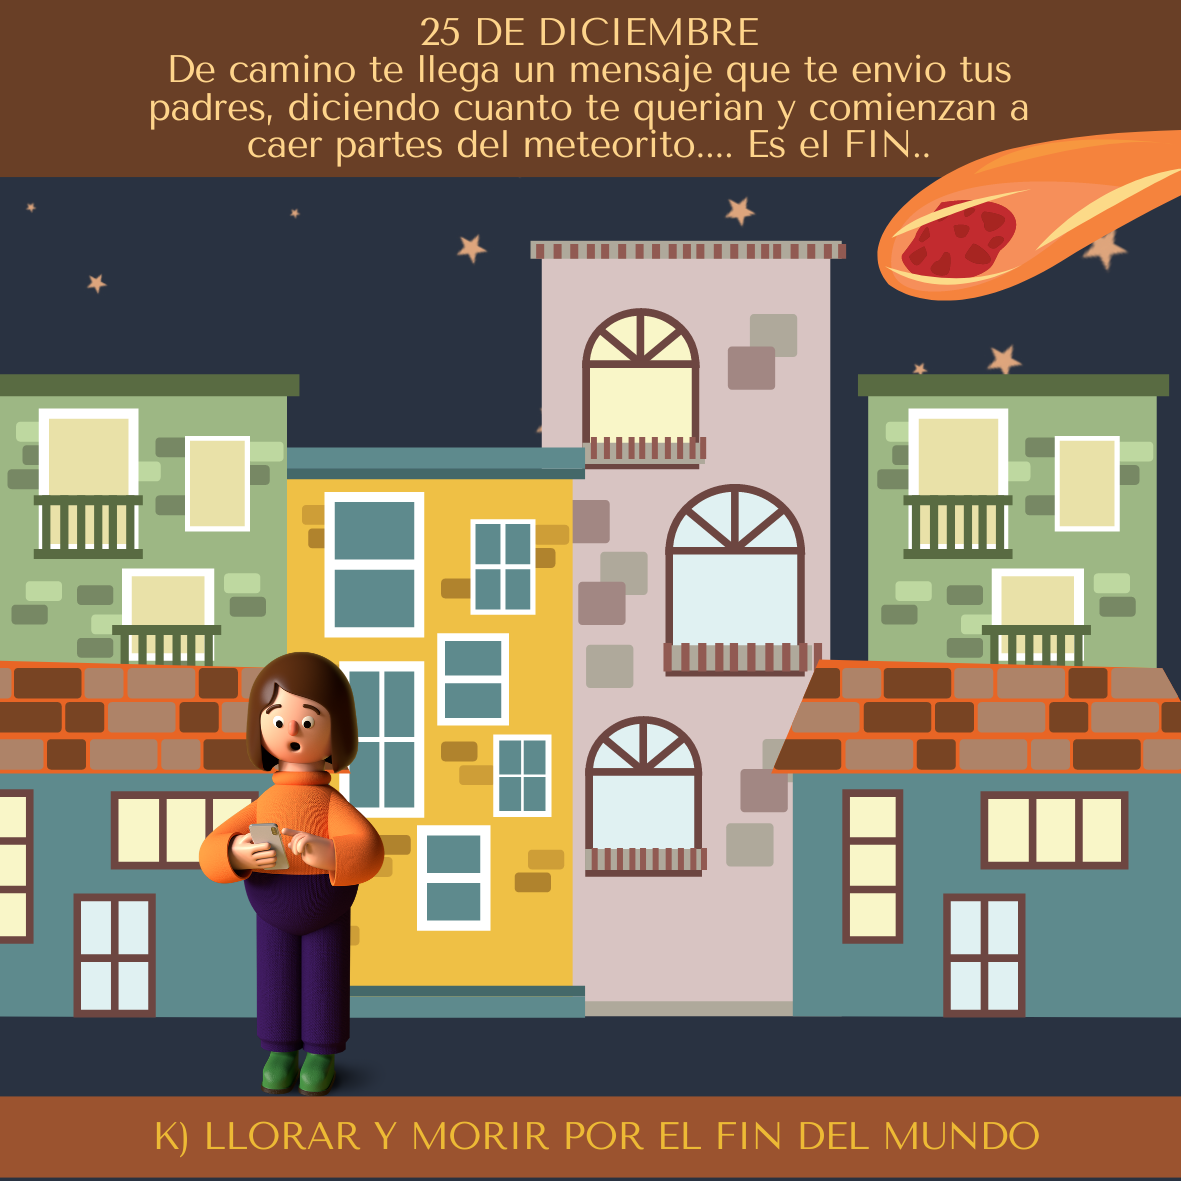 25 DE DICIEMBRE
De camino te llega un mensaje que te envio tus
padres, diciendo cuanto te querian y comienzan a
caer partes del meteorito.... Es el FIN..
K) LLORAR Y MORIR POR EL FIN DEL MUNDO